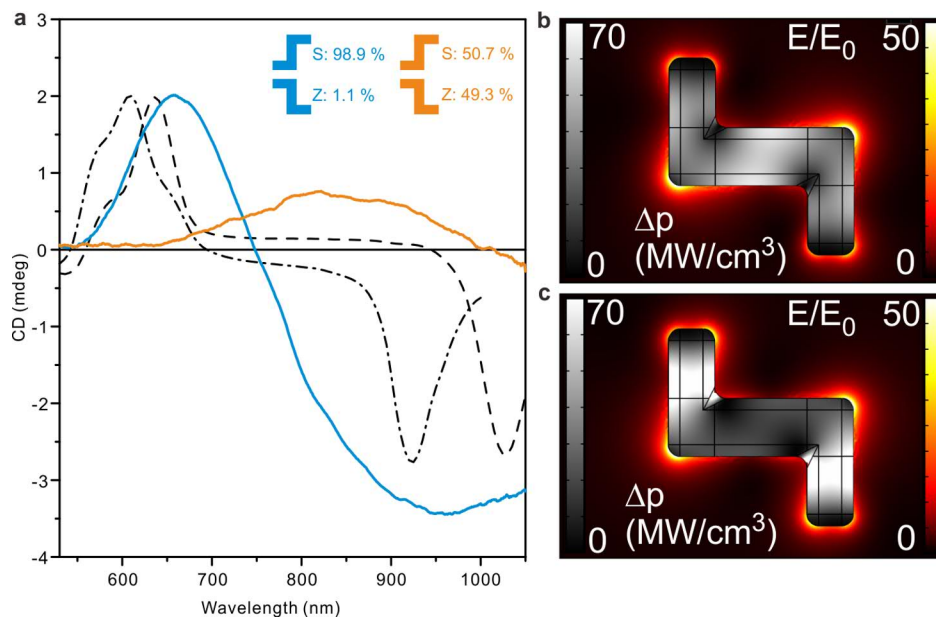 a
S: 98.9 %
Z: 1.1 %
S: 50.7 %
Z: 49.3 %
3
2
1
0
-1
-2
-3
-4
CD (mdeg)
600 700 800 900 1000
Wavelength (nm)
b
70 E/E0 50
Δp
(MW/cm3)
0 0
c
70 E/E0 50
Δp
(MW/cm3)
0 0